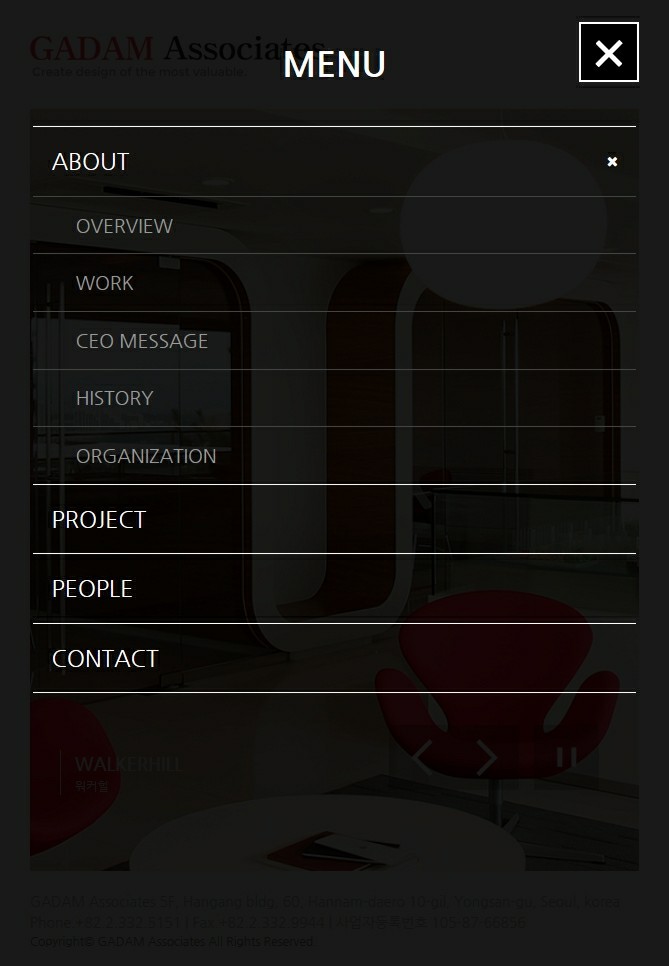 GADAM Associates
Create design of the most valuable
MENU
ABOUT
OVERVIEW
WORK
CEO MESSAGE
HISTORY
ORGANIZATION
PROJECT
PEOPLE
CONTACT
WALKERHILL
워커힐
GADAM Associates 5F, Hangang bldg, 60, Hannam-daero 10-gil, Yongsan-gu, Seoul, korea
Phone.+82.2.332.5151 | Fax.+82.2.332.8944 | 사업자등록번호 105-87-66856
Copyright© GADAM Associates All Rights Reserved.